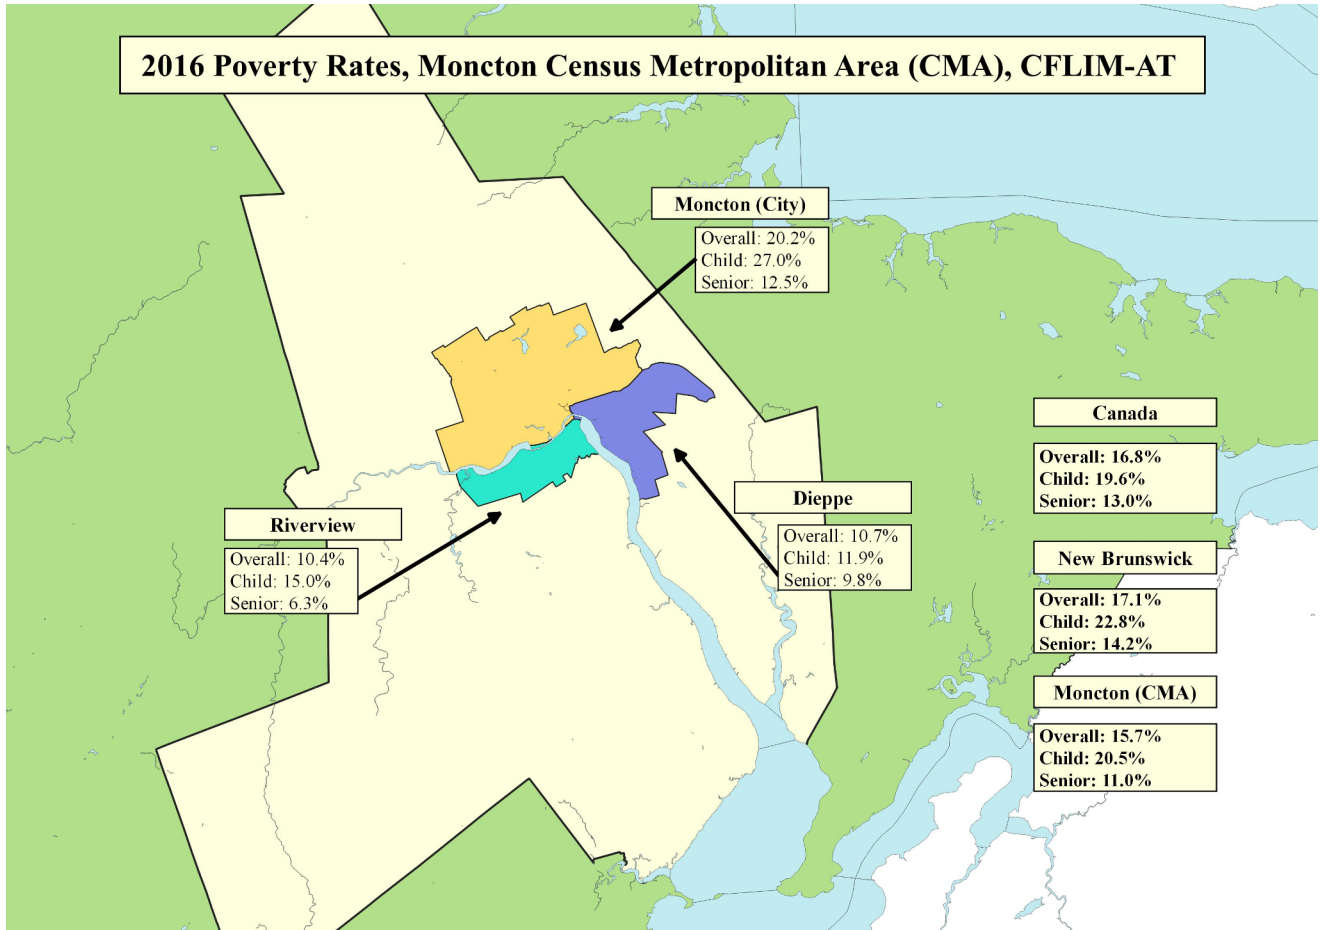 2016 Poverty Rates, Moncton Census Metropolitan Area (CMA), CFLIM-AT
Moncton (City)
Overall: 20.2%
Child: 27.0%
Senior: 12.5%
Riverview
Overall: 10.4%
Child: 15.0%
Senior: 6.3%
Dieppe
Overall: 10.7%
Child: 11.9%
Senior: 9.8%
Canada
Overall: 16.8%
Child: 19.6%
Senior: 13.0%
New Brunswick
Overall: 17.1%
Child: 22.8%
Senior: 14.2%
Moncton (CMA)
Overall: 15.7%
Child: 20.5%
Senior: 11.0%